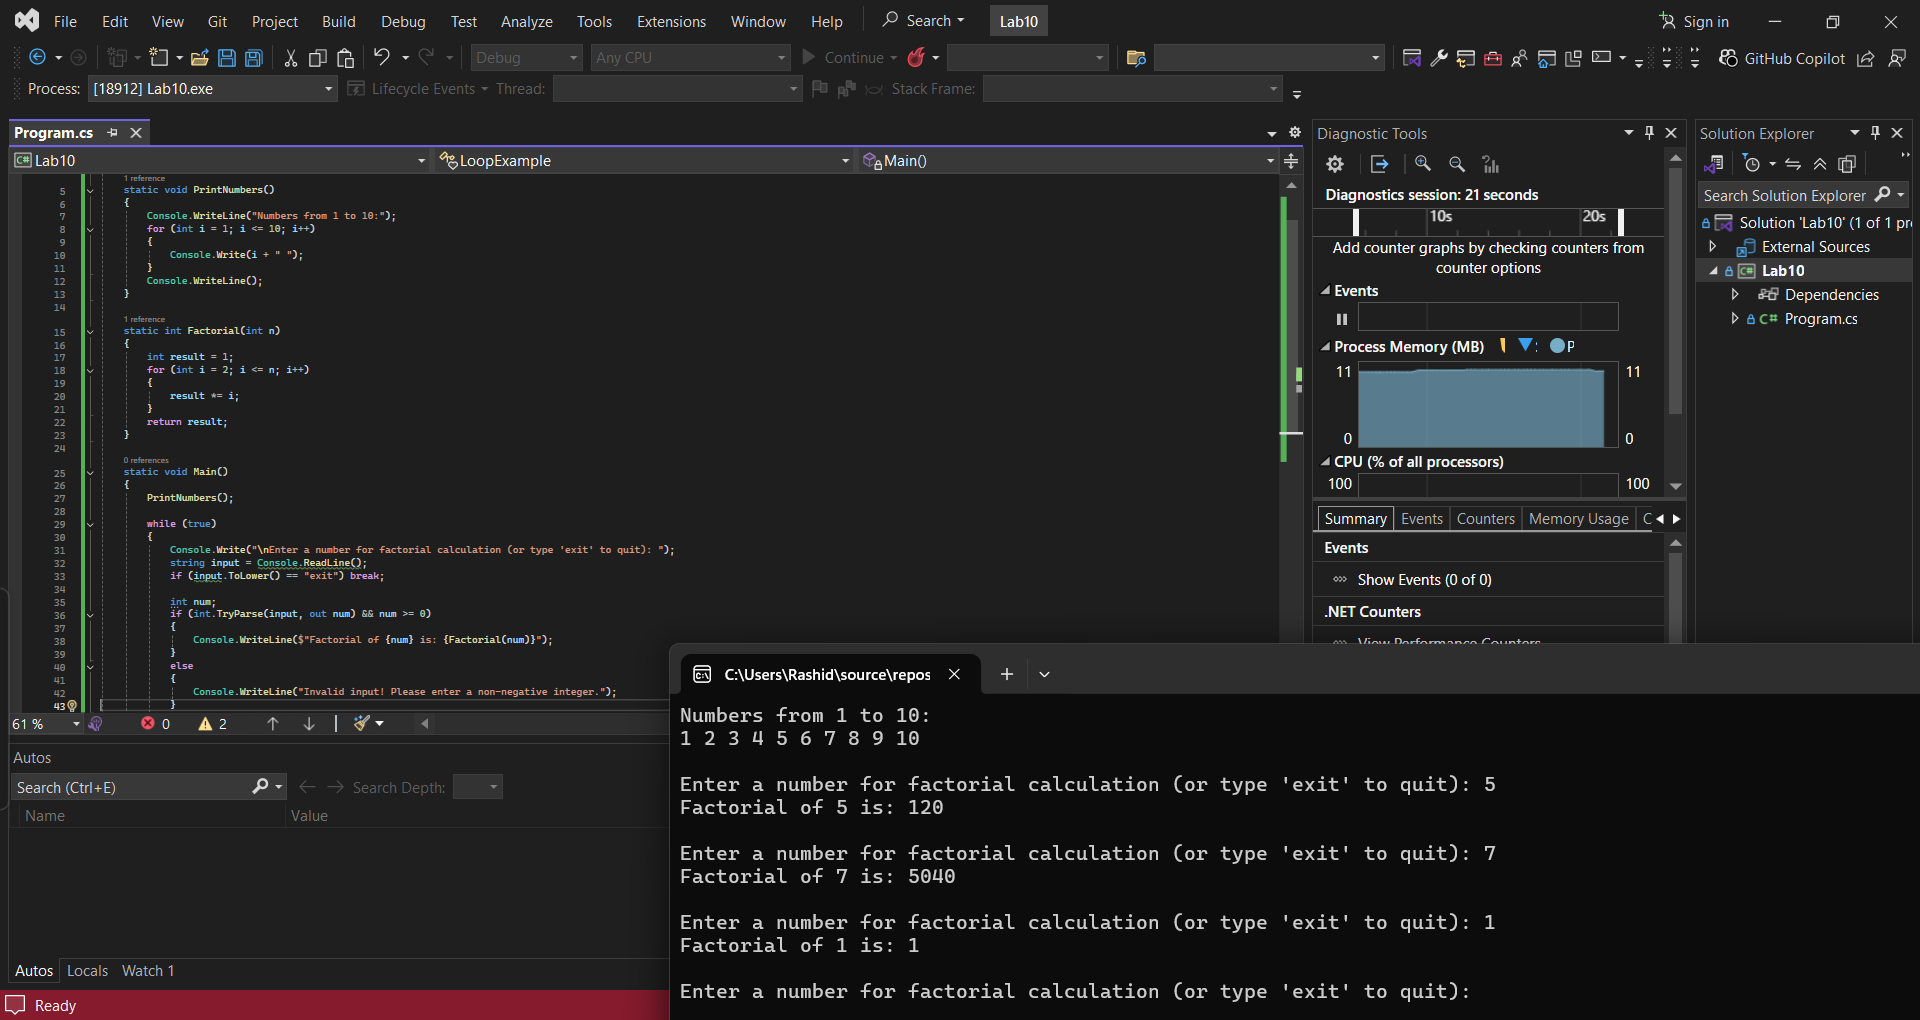 File Edit View Git Project Build Debug Test Analyze Tools Extensions Window Help Search Lab10 Sign in
Debug Any CPU Continue GitHub Copilot
Process: [18912] Lab10.exe Lifecycle Events Thread: Stack Frame:
Program.cs
C# Lab10 LoopExample Main()
1 reference
5 static void PrintNumbers()
6 {
7 Console.WriteLine("Numbers from 1 to 10:");
8 for (int i = 1; i <= 10; i++)
9 {
10 Console.Write(i + " ");
11 }
12 Console.WriteLine();
13 }
14
1 reference
15 static int Factorial(int n)
16 {
17 int result = 1;
18 for (int i = 2; i <= n; i++)
19 {
20 result *= i;
21 }
22 return result;
23 }
24
0 references
25 static void Main()
26 {
27 PrintNumbers();
28
29 while (true)
30 {
31 Console.Write("\nEnter a number for factorial calculation (or type 'exit' to quit): ");
32 string input = Console.ReadLine();
33 if (input.ToLower() == "exit") break;
34
35 int num;
36 if (int.TryParse(input, out num) && num >= 0)
37 {
38 Console.WriteLine($"Factorial of {num} is: {Factorial(num)}");
39 }
40 else
41 {
42 Console.WriteLine("Invalid input! Please enter a non-negative integer.");
43 }
61 % 0 2
Autos
Search (Ctrl+E) Search Depth:
Name Value
Autos Locals Watch 1
Ready
Diagnostic Tools
Diagnostics session: 21 seconds
10s 20s
Add counter graphs by checking counters from
counter options
Events
Process Memory (MB) P
11 11
0 0
CPU (% of all processors)
100 100
Summary Events Counters Memory Usage C
Events
Show Events (0 of 0)
.NET Counters
View Performance Counters
Solution Explorer
Search Solution Explorer
Solution 'Lab10' (1 of 1 pr
External Sources
C# Lab10
Dependencies
C# Program.cs
C:\Users\Rashid\source\repos
Numbers from 1 to 10:
1 2 3 4 5 6 7 8 9 10
Enter a number for factorial calculation (or type 'exit' to quit): 5
Factorial of 5 is: 120
Enter a number for factorial calculation (or type 'exit' to quit): 7
Factorial of 7 is: 5040
Enter a number for factorial calculation (or type 'exit' to quit): 1
Factorial of 1 is: 1
Enter a number for factorial calculation (or type 'exit' to quit):